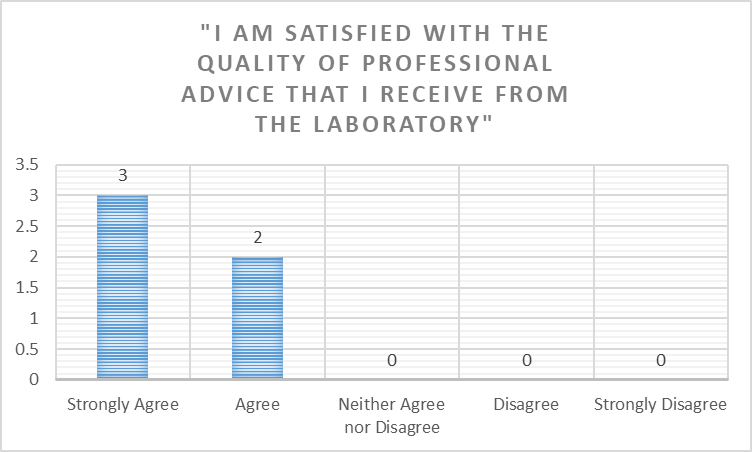 "I AM SATISFIED WITH THE
QUALITY OF PROFESSIONAL
ADVICE THAT I RECEIVE FROM
THE LABORATORY"
3.5
3
2.5
2
1.5
1
0.5
0
3
2
0
0
0
Strongly Agree
Agree
Neither Agree
nor Disagree
Disagree
Strongly Disagree